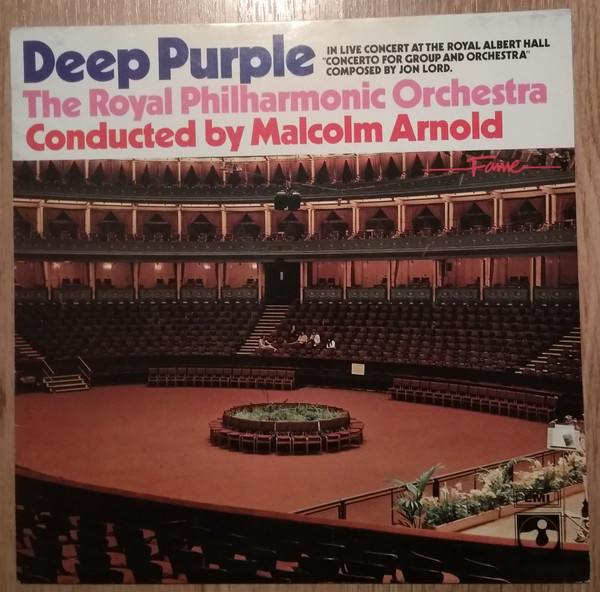 Deep Purple
IN LIVE CONCERT AT THE ROYAL ALBERT HALL
"CONCERTO FOR GROUP AND ORCHESTRA"
COMPOSED BY JON LORD.
The Royal Philharmonic Orchestra
Conducted by Malcolm Arnold
Fame
EMI